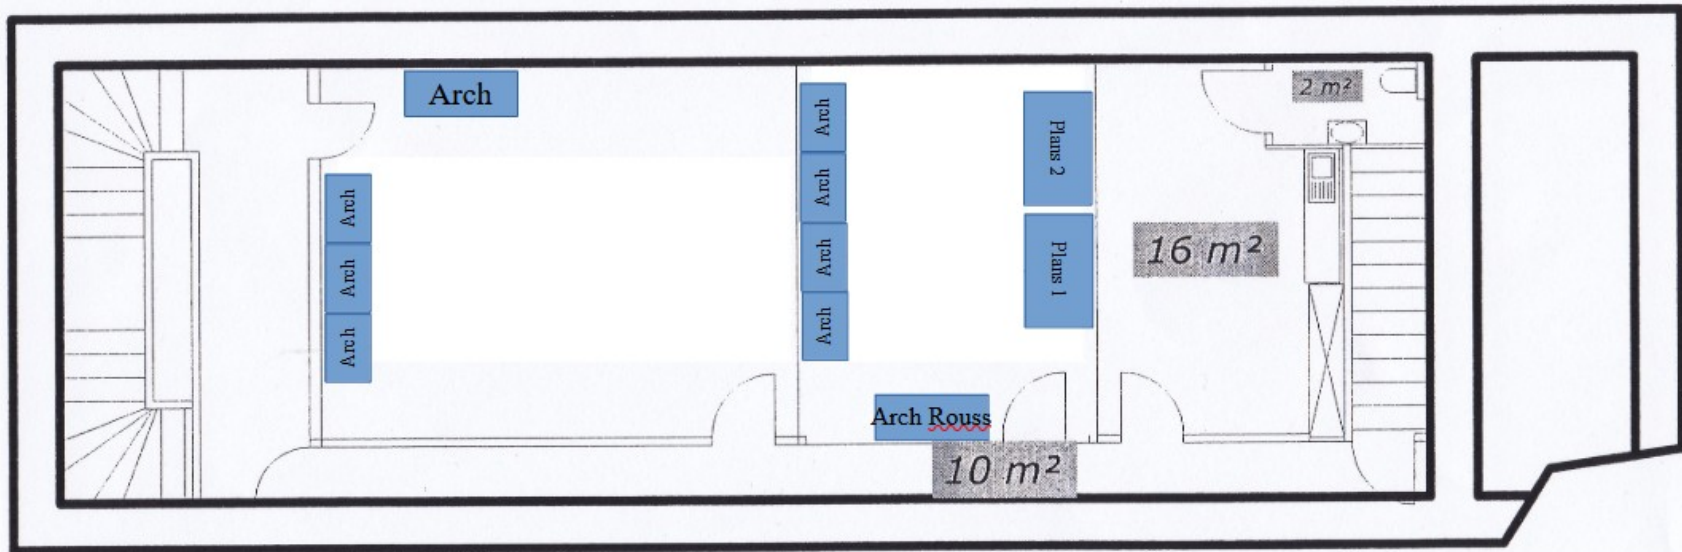 Arch
2 m²
Arch
Arch
Arch
Arch
Plans 2
Arch
Arch
Arch
Plans 1
16 m²
Arch Rouss
10 m²